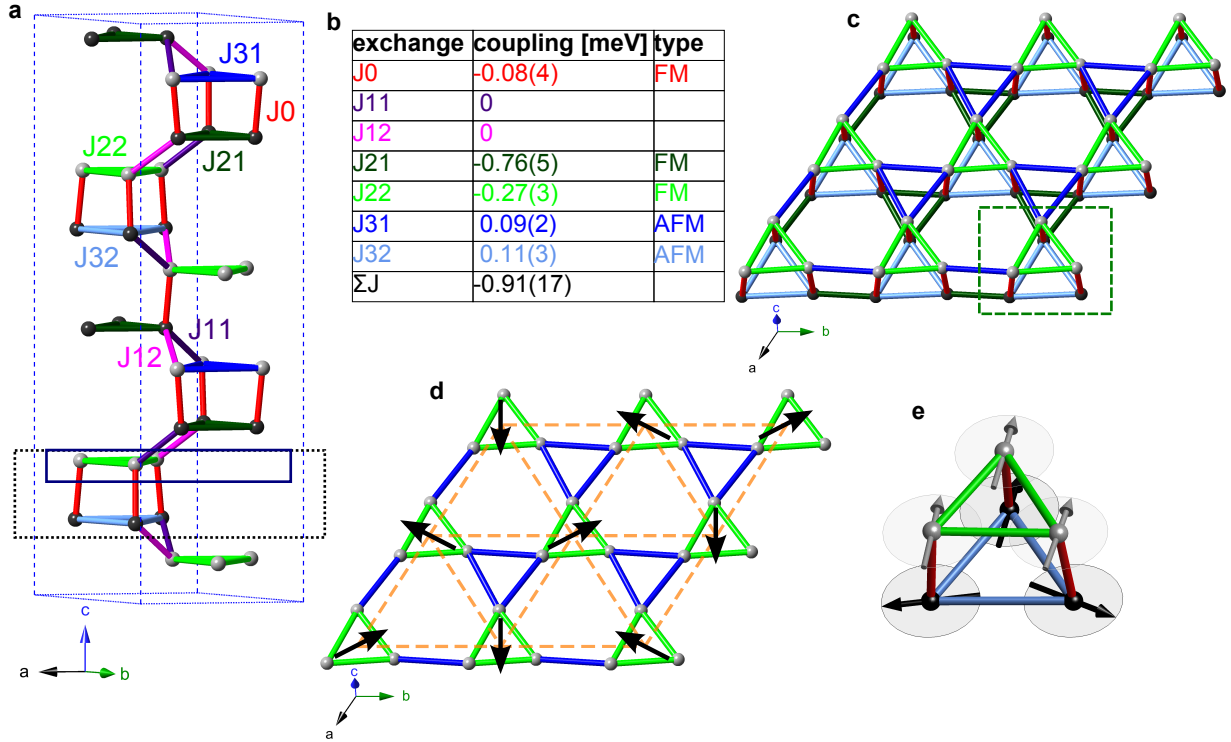 a
J31
J0
J22
J21
J32
J11
J12
c
a
b
b
exchange coupling [meV] type
J0 -0.08(4) FM
J11 0
J12 0
J21 -0.76(5) FM
J22 -0.27(3) FM
J31 0.09(2) AFM
J32 0.11(3) AFM
ΣJ -0.91(17)
c
c
b
a
d
c
b
a
e